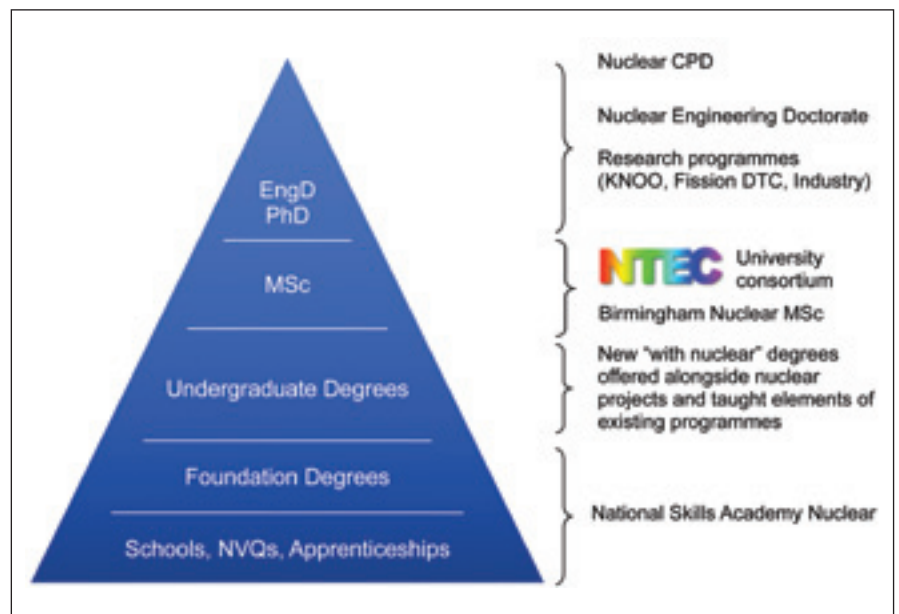 Nuclear CPD
Nuclear Engineering Doctorate
Research programmes
(KNOO, Fission DTC, Industry)
EngD
PhD
NTEC University
consortium
MSc
Birmingham Nuclear MSc
New “with nuclear” degrees
offered alongside nuclear
projects and taught elements of
existing programmes
Undergraduate Degrees
Foundation Degrees
National Skills Academy Nuclear
Schools, NVQs, Apprenticeships